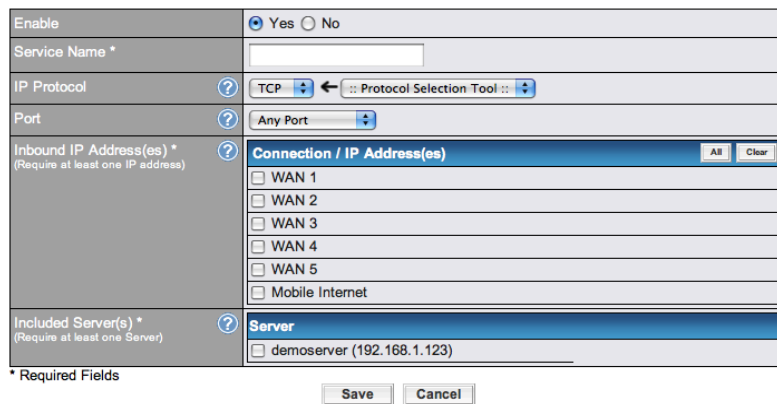 Enable Yes No
Service Name *
IP Protocol ? TCP :: Protocol Selection Tool ::
Port ? Any Port
Inbound IP Address(es) * ? Connection / IP Address(es) All Clear
(Require at least one IP address)
WAN 1
WAN 2
WAN 3
WAN 4
WAN 5
Mobile Internet
Included Server(s) * ? Server
(Require at least one Server)
demoserver (192.168.1.123)
* Required Fields
Save Cancel